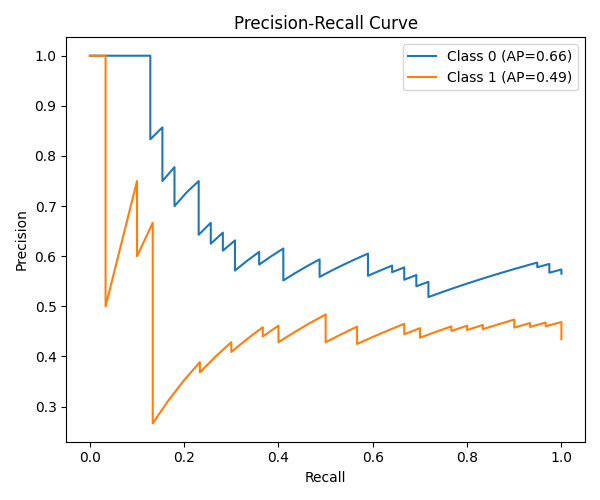 Precision-Recall Curve
Class 0 (AP=0.66)
Class 1 (AP=0.49)
Precision
1.0
0.9
0.8
0.7
0.6
0.5
0.4
0.3
0.0 0.2 0.4 0.6 0.8 1.0
Recall